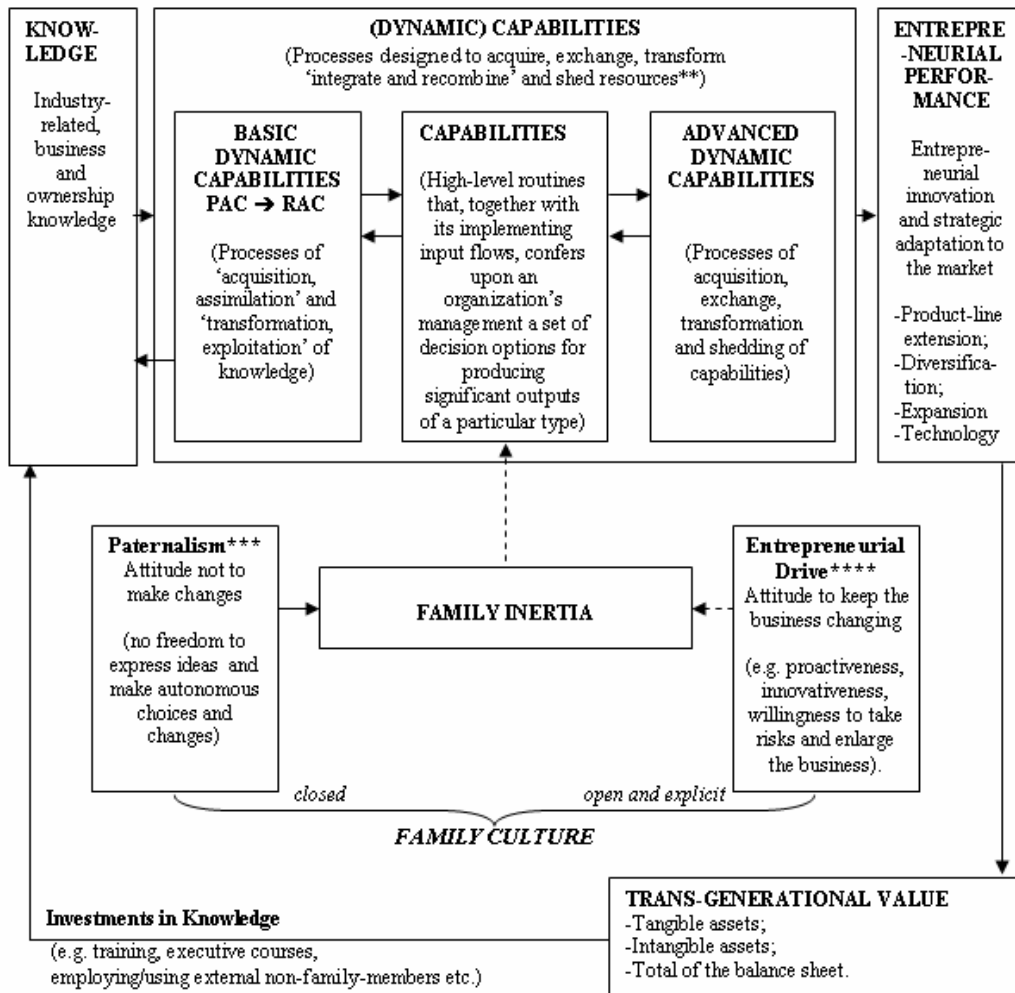 KNOW-
LEDGE
Industry-
related,
business
and
ownership
knowledge
(DYNAMIC) CAPABILITIES
(Processes designed to acquire, exchange, transform
‘integrate and recombine’ and shed resources**)
BASIC
DYNAMIC
CAPABILITIES
PAC ➔ RAC
(Processes of
‘acquisition,
assimilation’ and
‘transformation,
exploitation’ of
knowledge)
CAPABILITIES
(High-level routines
that, together with
its implementing
input flows, confers
upon an
organization’s
management a set of
decision options for
producing
significant outputs
of a particular type)
ADVANCED
DYNAMIC
CAPABILITIES
(Processes of
acquisition,
exchange,
transformation
and shedding of
capabilities)
ENTREPRE
-NEURIAL
PERFOR-
MANCE
Entrepre-
neurial
innovation
and strategic
adaptation to
the market
-Product-line
extension;
-Diversifica-
tion;
-Expansion
-Technology
Paternalism***
Attitude not to
make changes
(no freedom to
express ideas and
make autonomous
choices and
changes)
FAMILY INERTIA
Entrepreneurial
Drive****
Attitude to keep the
business changing
(e.g. proactiveness,
innovativeness,
willingness to take
risks and enlarge
the business).
closed
open and explicit
FAMILY CULTURE
Investments in Knowledge
(e.g. training, executive courses,
employing/using external non-family-members etc.)
TRANS-GENERATIONAL VALUE
-Tangible assets;
-Intangible assets;
-Total of the balance sheet.